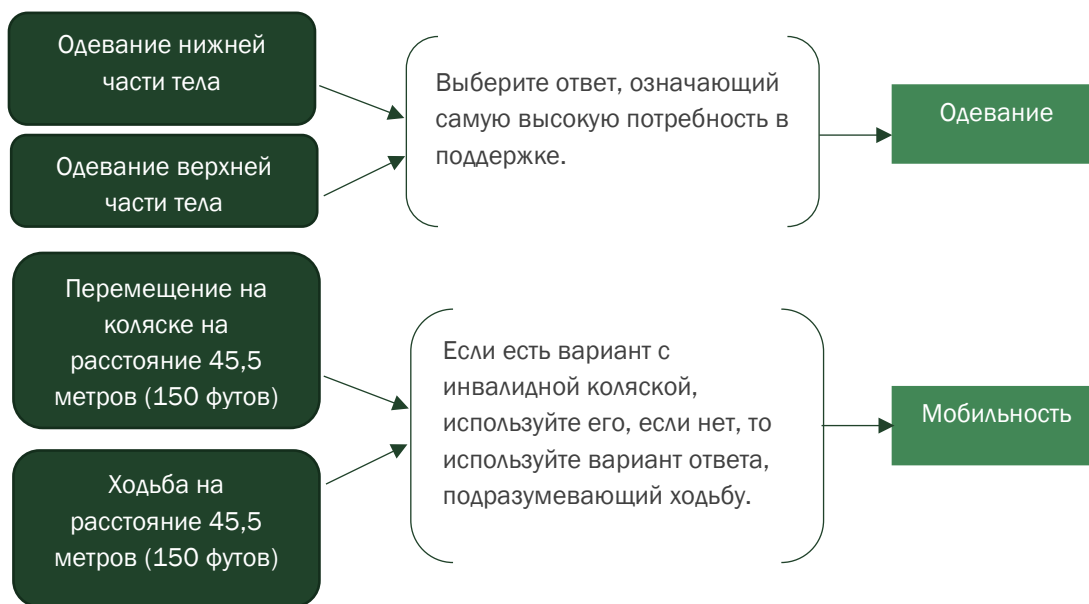 Одевание нижней
части тела
Одевание верхней
части тела
Выберите ответ, означающий
самую высокую потребность в
поддержке.
Одевание
Перемещение на
коляске на
расстояние 45,5
метров (150 футов)
Ходьба на
расстояние 45,5
метров (150 футов)
Если есть вариант с
инвалидной коляской,
используйте его, если нет, то
используйте вариант ответа,
подразумевающий ходьбу.
Мобильность